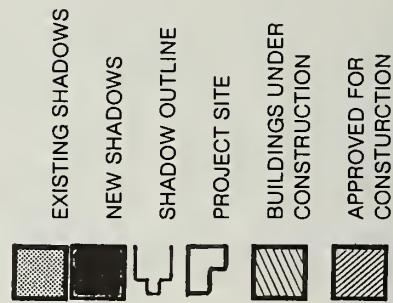 EXISTING SHADOWS
NEW SHADOWS
SHADOW OUTLINE
PROJECT SITE
BUILDINGS UNDER
CONSTRUCTION
APPROVED FOR
CONSTURCTION